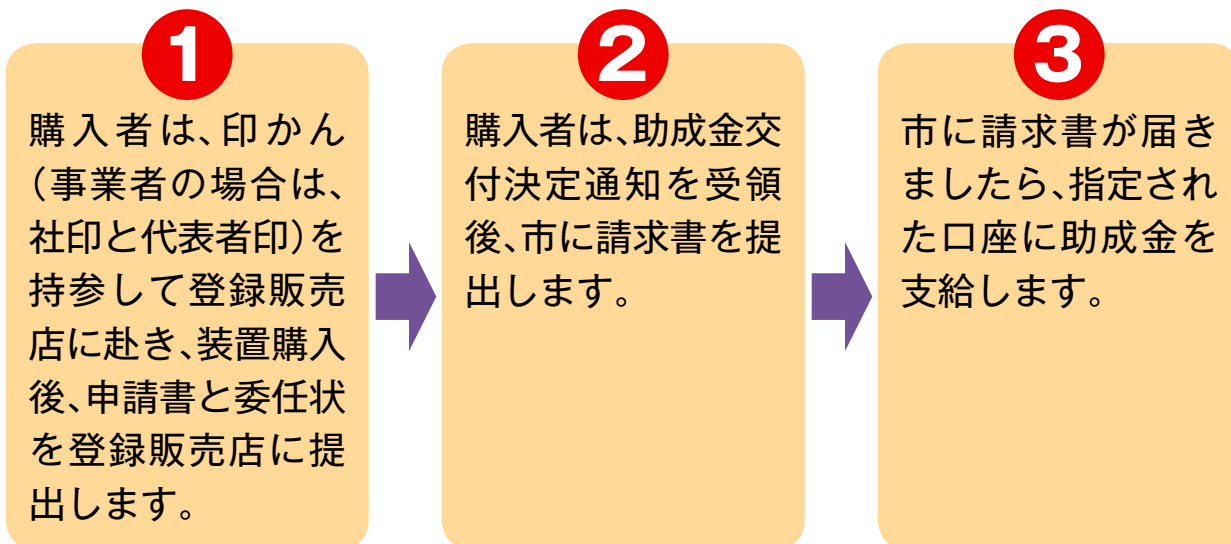 1
購入者は、印かん
（事業者の場合は、
社印と代表者印）を
持参して登録販売
店に赴き、装置購入
後、申請書と委任状
を登録販売店に提
出します。
2
購入者は、助成金交
付決定通知を受領
後、市に請求書を提
出します。
3
市に請求書が届き
ましたら、指定され
た口座に助成金を
支給します。